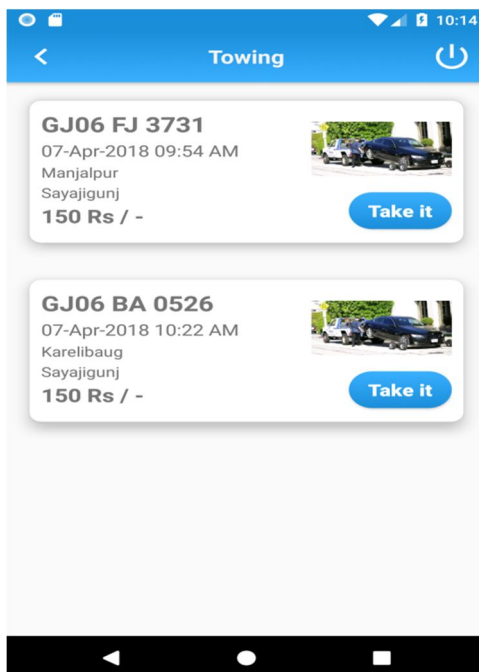 10:14
Towing
GJ06 FJ 3731
07-Apr-2018 09:54 AM
Manjalpur
Sayajigunj
150 Rs / -
Take it
GJ06 BA 0526
07-Apr-2018 10:22 AM
Karelibaug
Sayajigunj
150 Rs / -
Take it